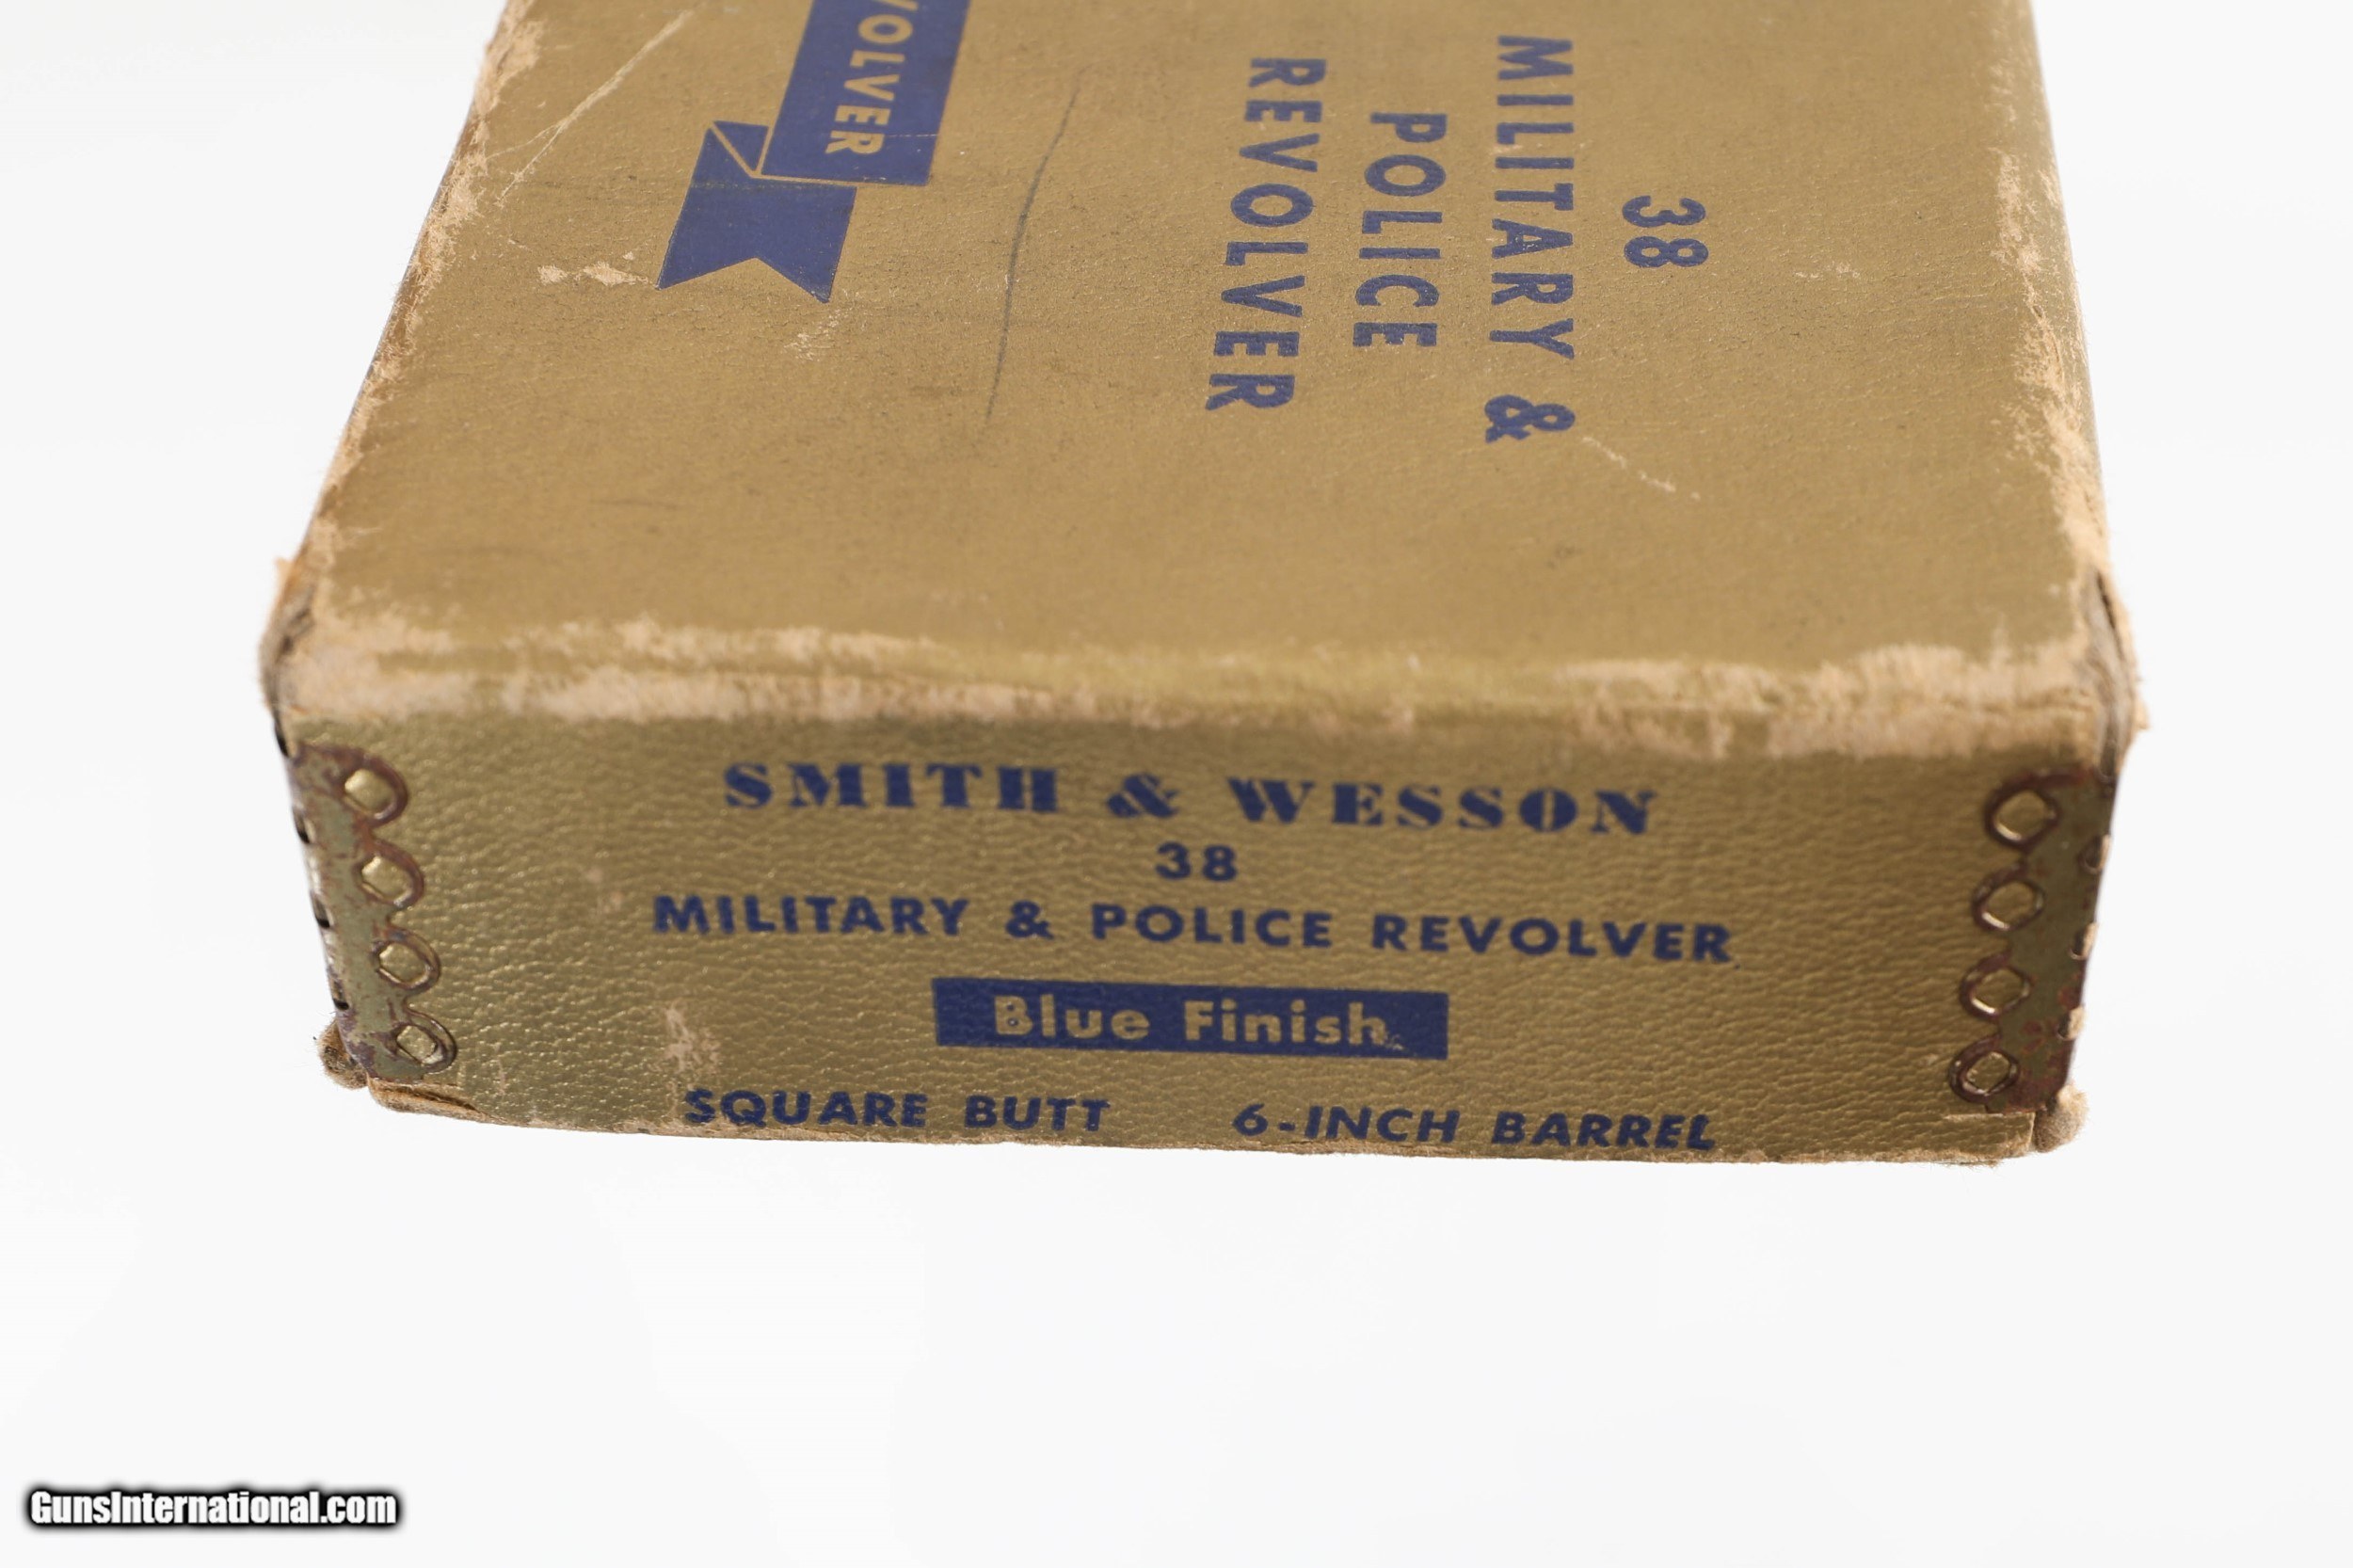 VOLVER
38
MILITARY &
POLICE
REVOLVER
SMITH & WESSON
38
MILITARY & POLICE REVOLVER
Blue Finish
SQUARE BUTT 6-INCH BARREL
GunsInternational.com